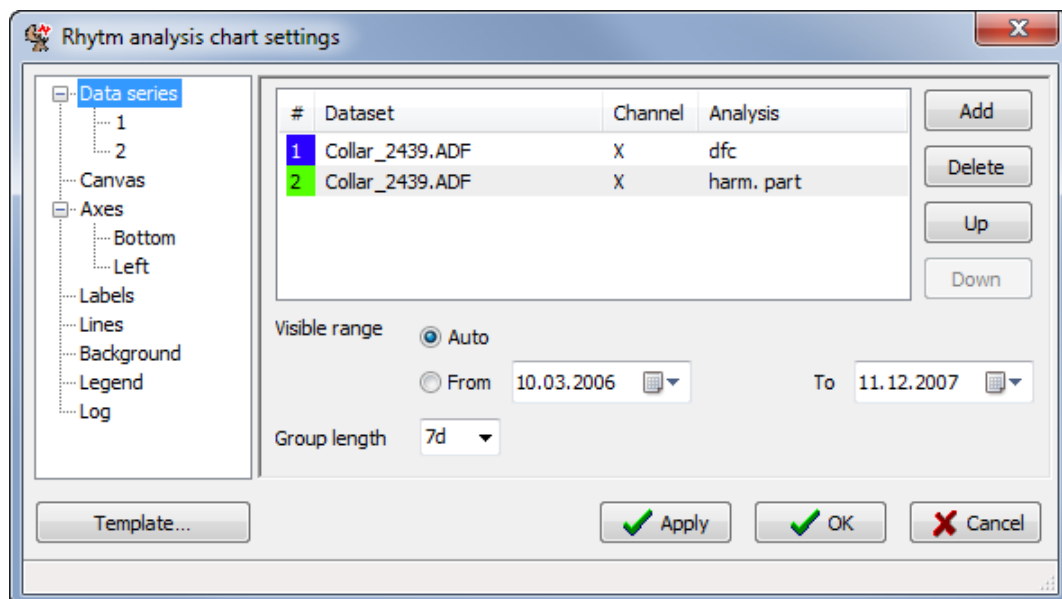 Rhytm analysis chart settings
Data series
1
2
Canvas
Axes
Bottom
Left
Labels
Lines
Background
Legend
Log
# Dataset Channel Analysis
1 Collar_2439.ADF X dfc
2 Collar_2439.ADF X harm. part
Add
Delete
Up
Down
Visible range Auto
From 10.03.2006 To 11.12.2007
Group length 7d
Template... Apply OK Cancel